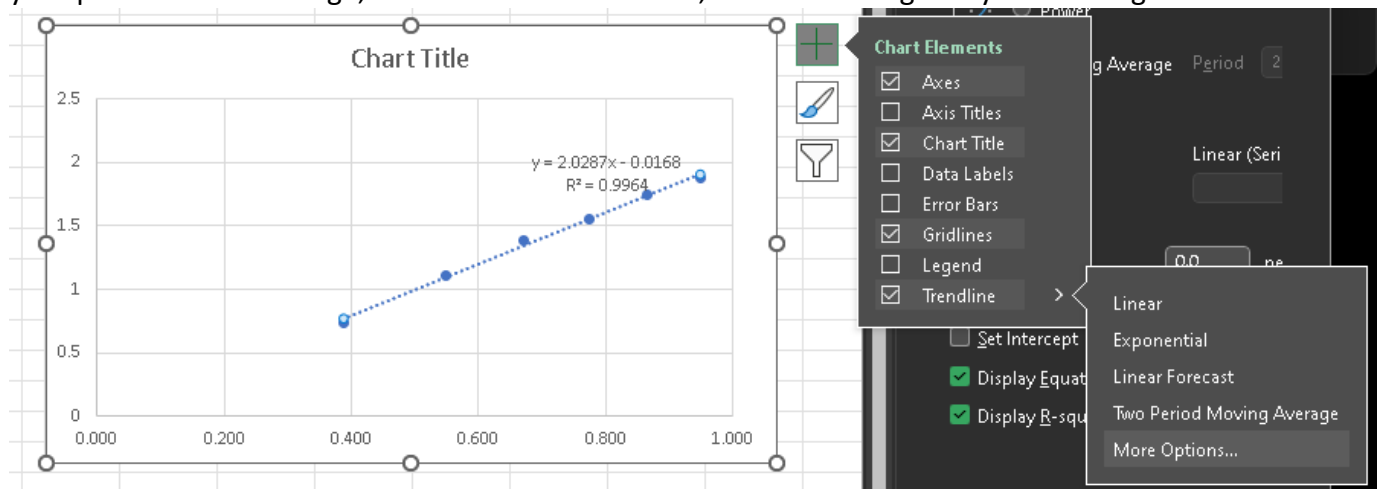 Chart Title
2.5
2
1.5
1
0.5
0
0.000 0.200 0.400 0.600 0.800 1.000
y = 2.0287x - 0.0168
R² = 0.9964
Chart Elements
Axes
Axis Titles
Chart Title
Data Labels
Error Bars
Gridlines
Legend
Trendline
Linear
Exponential
Linear Forecast
Two Period Moving Average
More Options...
Power
g Average Period 2
Linear (Seri
0.0 pe
Set Intercept
Display Equat
Display R-squ